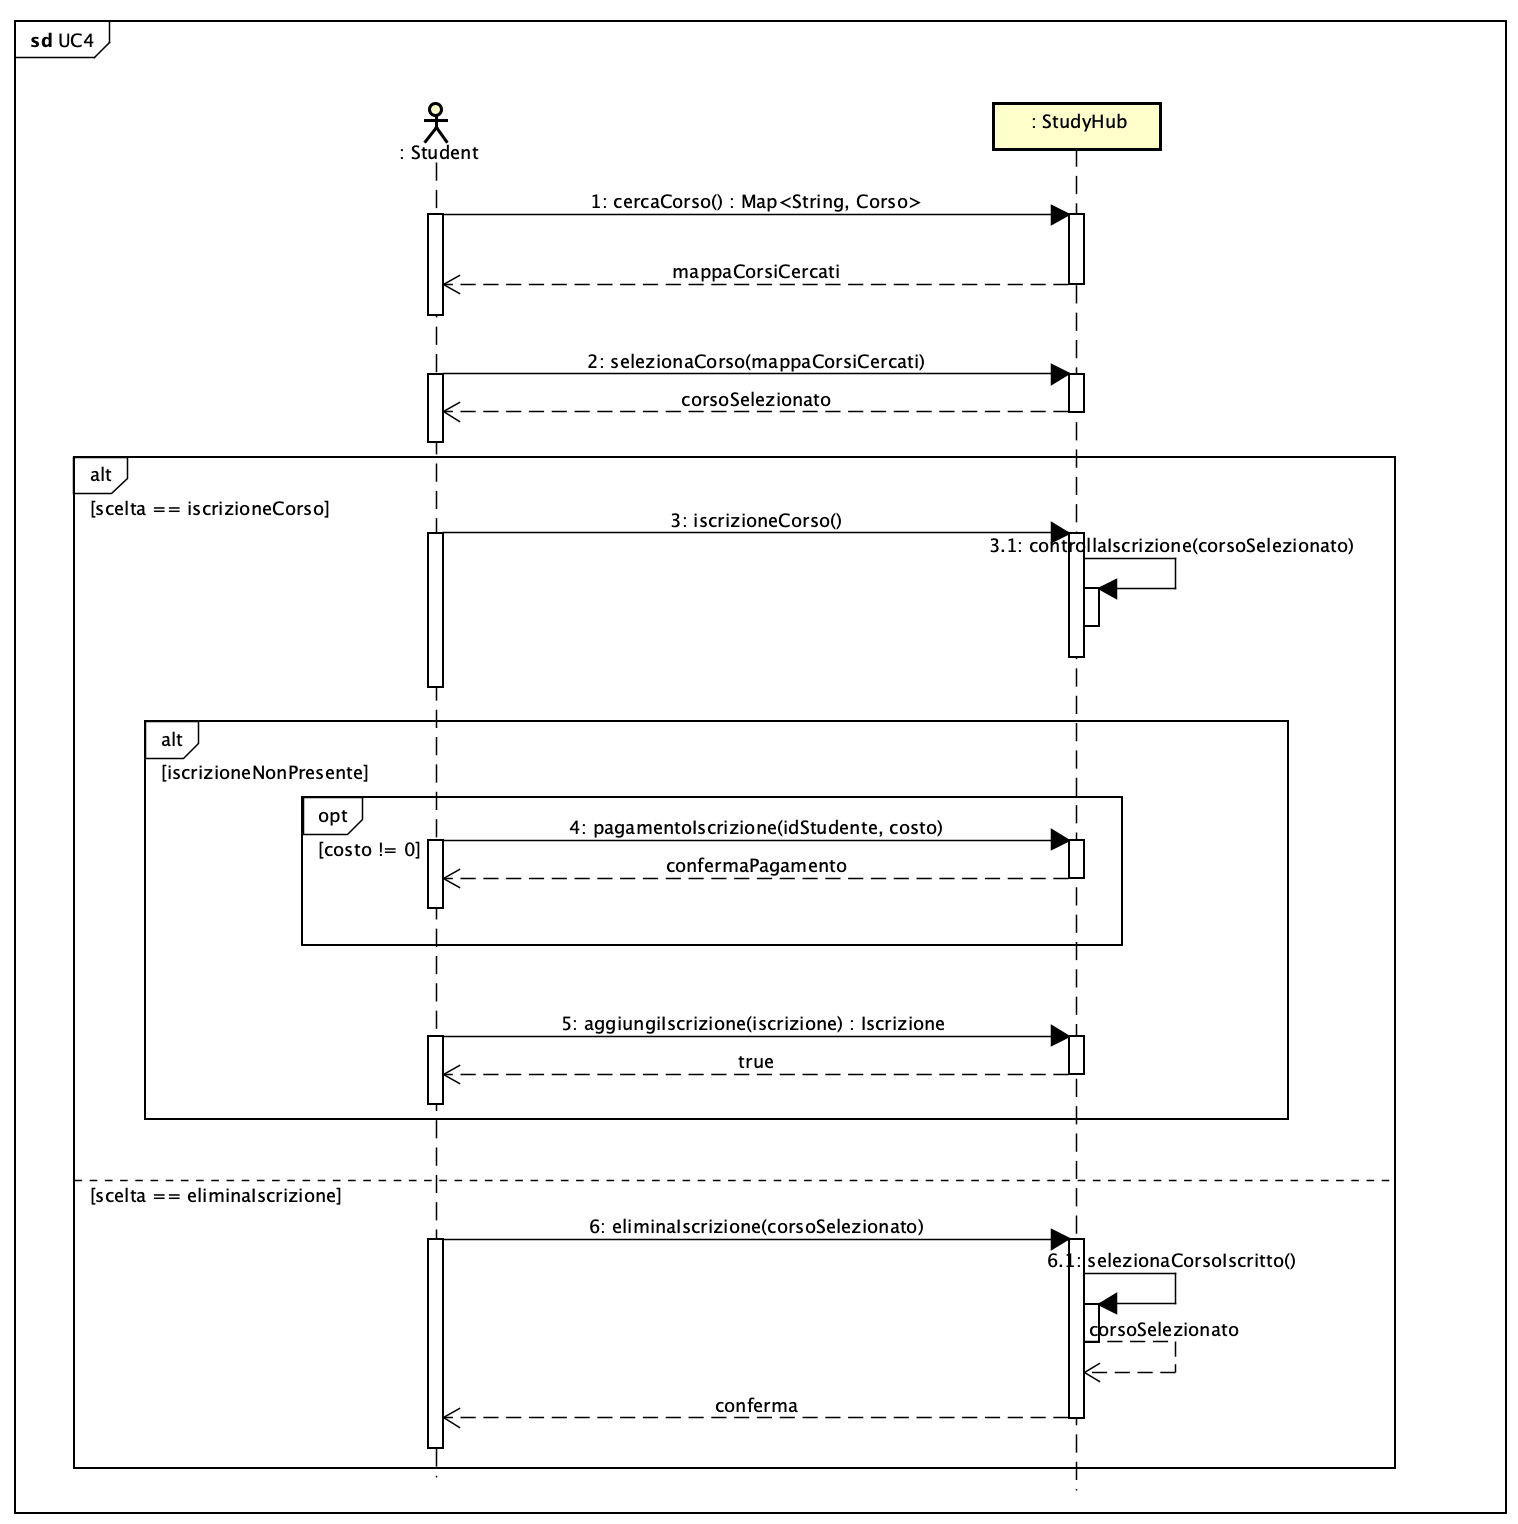 sd UC4
: Student
: StudyHub
1: cercaCorso() : Map<String, Corso>
mappaCorsiCercati
2: selezionaCorso(mappaCorsiCercati)
corsoSelezionato
alt
[scelta == iscrizioneCorso]
3: iscrizioneCorso()
3.1: controllaIscrizione(corsoSelezionato)
alt
[iscrizioneNonPresente]
opt
4: pagamentoIscrizione(idStudente, costo)
[costo != 0]
confermaPagamento
5: aggiungiIscrizione(iscrizione) : Iscrizione
true
[scelta == eliminaIscrizione]
6: eliminaIscrizione(corsoSelezionato)
6.1: selezionaCorsoIscritto()
corsoSelezionato
conferma